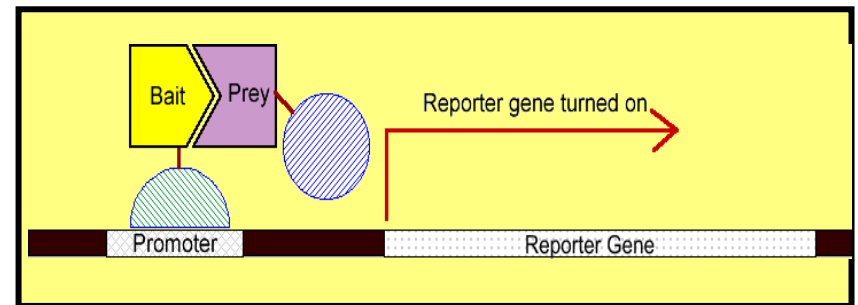 Bait
Prey
Reporter gene turned on
Promoter
Reporter Gene